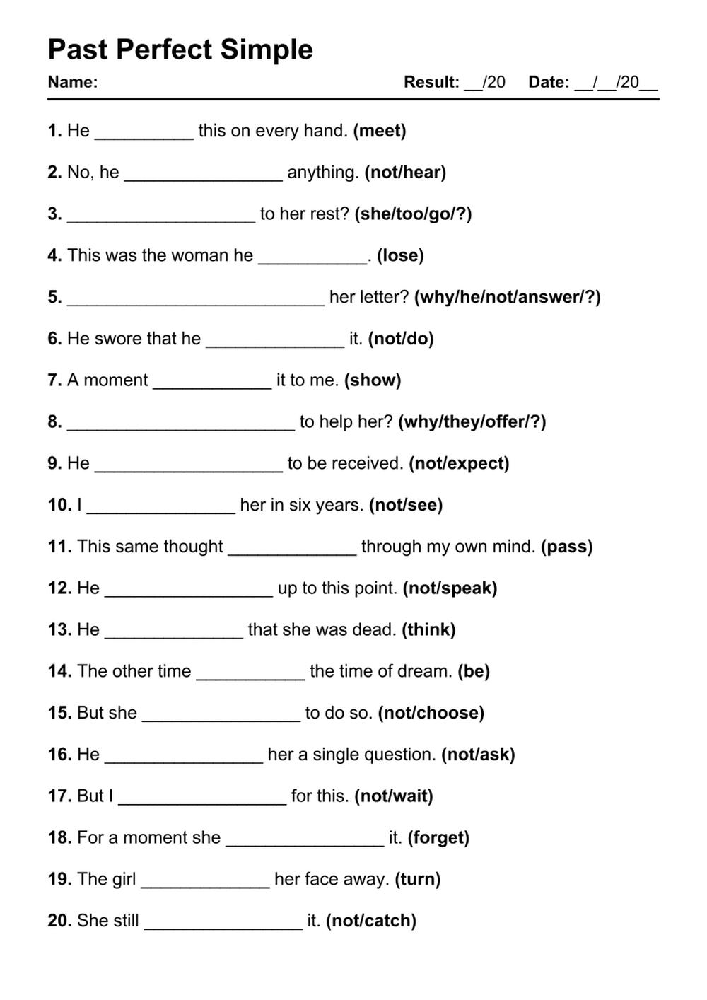 Past Perfect Simple
Name: Result: __/20 Date: __/__/20__
1. He __________ this on every hand. (meet)
2. No, he ________________ anything. (not/hear)
3. ___________________ to her rest? (she/too/go/?)
4. This was the woman he ___________. (lose)
5. __________________________ her letter? (why/he/not/answer/?)
6. He swore that he ______________ it. (not/do)
7. A moment ____________ it to me. (show)
8. _______________________ to help her? (why/they/offer/?)
9. He ___________________ to be received. (not/expect)
10. I _______________ her in six years. (not/see)
11. This same thought _____________ through my own mind. (pass)
12. He _________________ up to this point. (not/speak)
13. He ______________ that she was dead. (think)
14. The other time ___________ the time of dream. (be)
15. But she ________________ to do so. (not/choose)
16. He ________________ her a single question. (not/ask)
17. But I _________________ for this. (not/wait)
18. For a moment she ________________ it. (forget)
19. The girl _____________ her face away. (turn)
20. She still ________________ it. (not/catch)